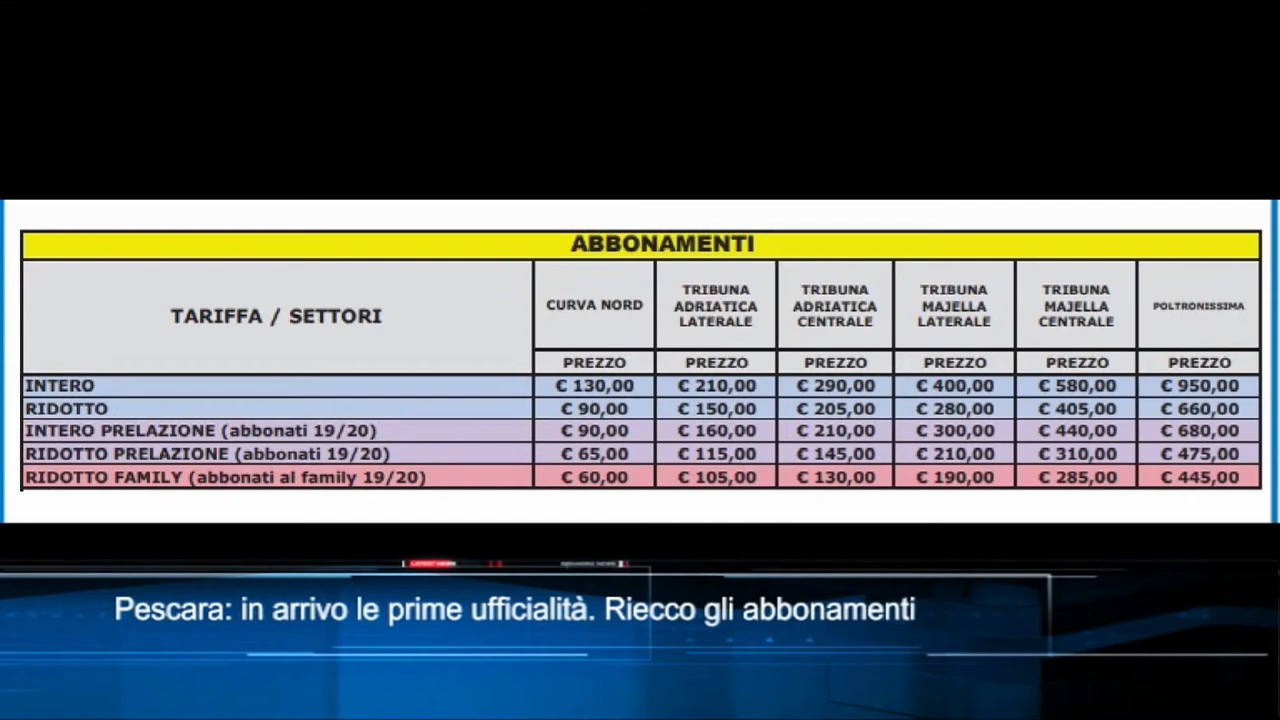 ABBONAMENTI
TARIFFA / SETTORI
CURVA NORD
TRIBUNA
ADRIATICA
LATERALE
TRIBUNA
ADRIATICA
CENTRALE
TRIBUNA
MAJELLA
LATERALE
TRIBUNA
MAJELLA
CENTRALE
POLTRONISSIMA
PREZZO PREZZO PREZZO PREZZO PREZZO PREZZO
INTERO € 130,00 € 210,00 € 290,00 € 400,00 € 580,00 € 950,00
RIDOTTO € 90,00 € 150,00 € 205,00 € 280,00 € 405,00 € 660,00
INTERO PRELAZIONE (abbonati 19/20) € 90,00 € 160,00 € 210,00 € 300,00 € 440,00 € 680,00
RIDOTTO PRELAZIONE (abbonati 19/20) € 65,00 € 115,00 € 145,00 € 210,00 € 310,00 € 475,00
RIDOTTO FAMILY (abbonati al family 19/20) € 60,00 € 105,00 € 130,00 € 190,00 € 285,00 € 445,00
Pescara: in arrivo le prime ufficialità. Riecco gli abbonamenti